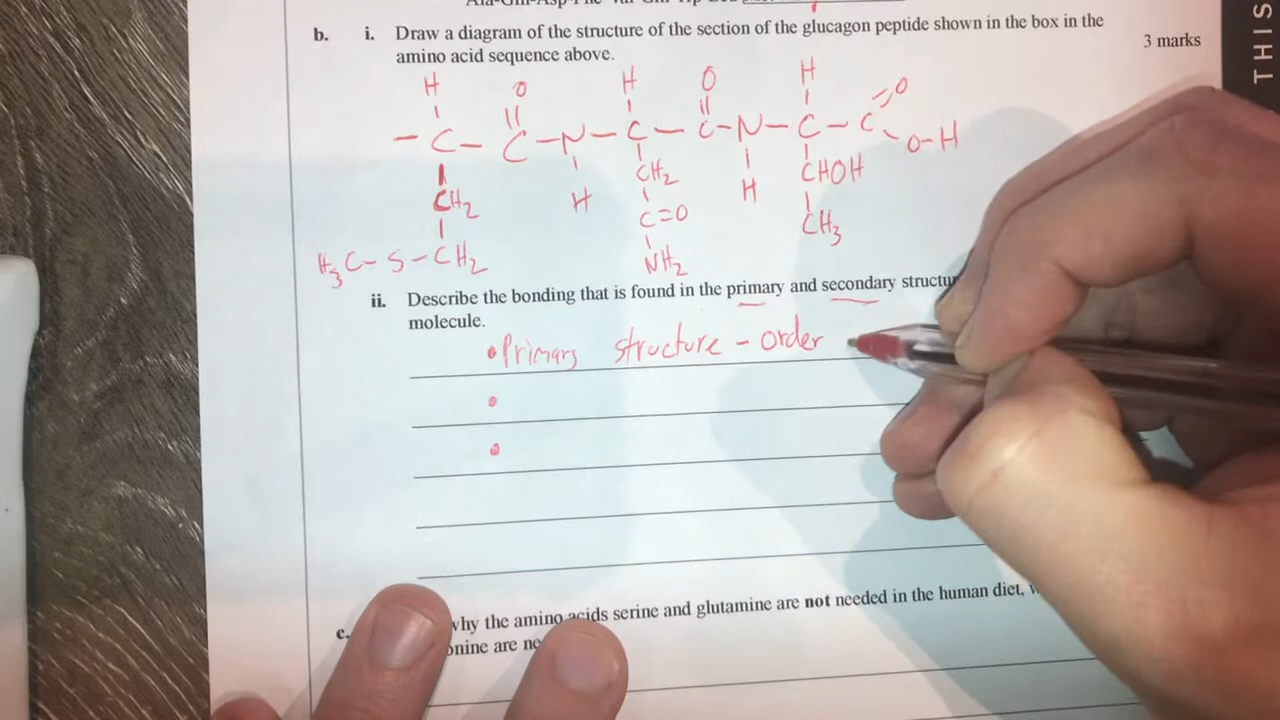 b. i. Draw a diagram of the structure of the section of the glucagon peptide shown in the box in the
amino acid sequence above.
3 marks
THIS
H O H O H O
– C – C – N – C – C – N – C – C O–H
CH₂ H CH₂ H CHOH
H₃C – S – CH₂ C=O CH₃
NH₂
ii. Describe the bonding that is found in the primary and secondary structu
molecule.
• Primary structure – order
•
•
c. why the amino acids serine and glutamine are not needed in the human diet,
onine are ne